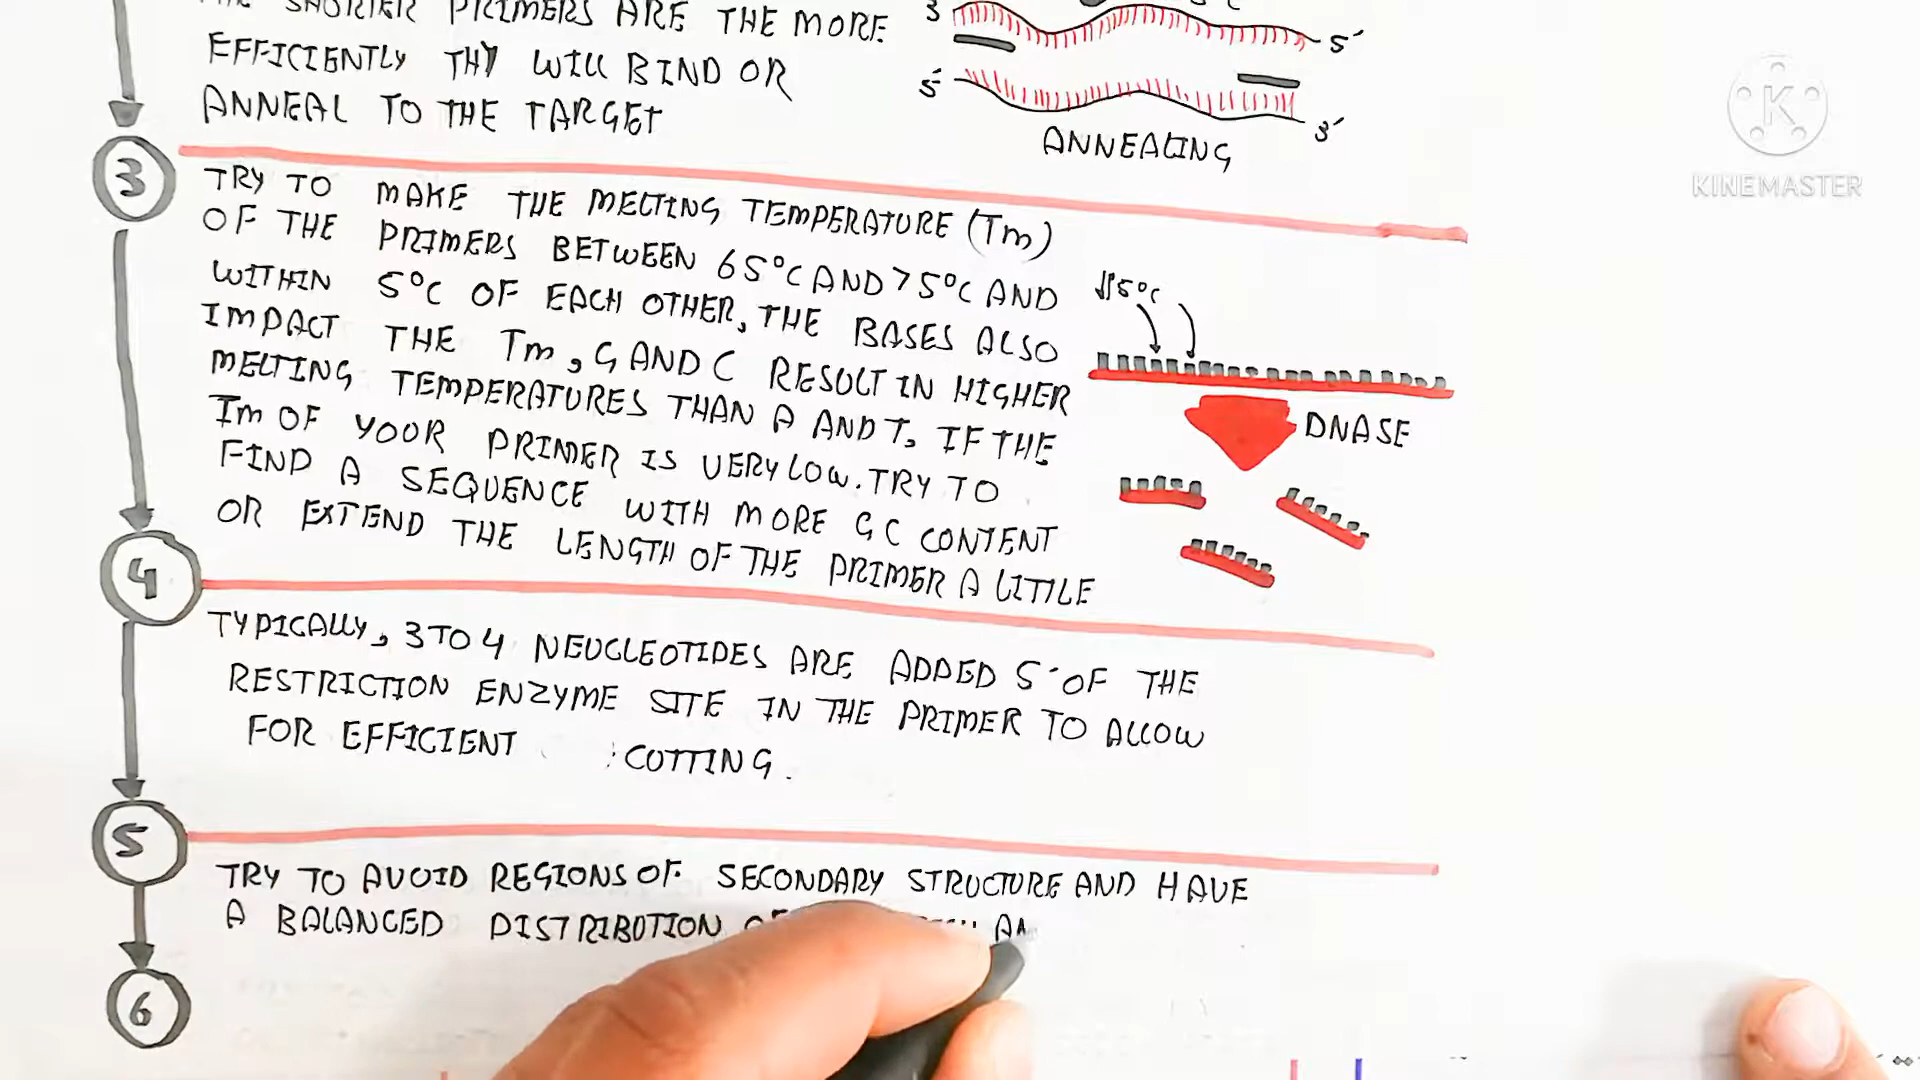 SHORTER PRIMERS ARE THE MORE
EFFICIENTLY THY WILL BIND OR
ANNEAL TO THE TARGET
3 5´
5´ 3´
ANNEALING
3
TRY TO MAKE THE MELTING TEMPERATURE (Tm)
OF THE PRIMERS BETWEEN 65°C AND 75°C AND
WITHIN 5°C OF EACH OTHER, THE BASES ALSO
IMPACT THE Tm, G AND C RESULT IN HIGHER
MELTING TEMPERATURES THAN A AND T, IF THE
Tm OF YOUR PRIMER IS VERY LOW. TRY TO
FIND A SEQUENCE WITH MORE GC CONTENT
OR EXTEND THE LENGTH OF THE PRIMER A LITTLE
5°C
DNASE
4
TYPICALLY, 3 TO 4 NEUCLEOTIDES ARE ADDED 5´ OF THE
RESTRICTION ENZYME SITE IN THE PRIMER TO ALLOW
FOR EFFICIENT CUTTING.
5
TRY TO AVOID REGIONS OF SECONDARY STRUCTURE AND HAVE
A BALANCED DISTRIBUTION
6
K
KINEMASTER